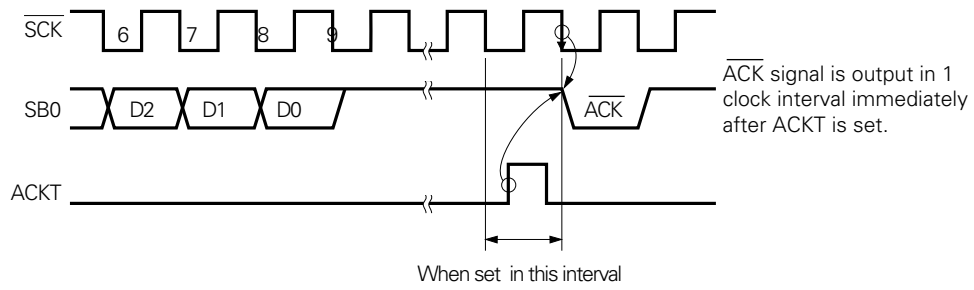 SCK
6 7 8 9
SB0
D2 D1 D0
ACK
ACK signal is output in 1
clock interval immediately
after ACKT is set.
ACKT
When set in this interval